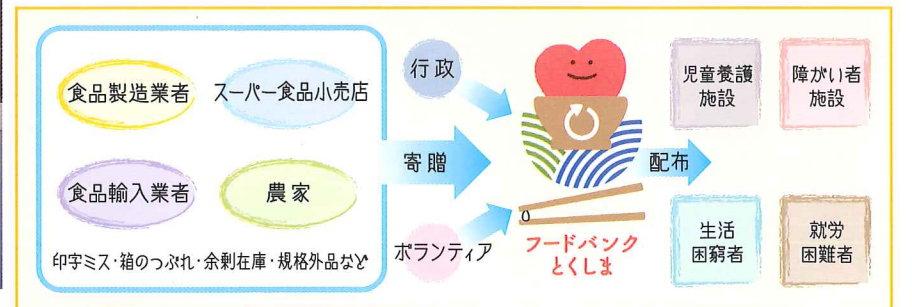 食品製造業者
スーパー食品小売店
食品輸入業者
農家
印字ミス・箱のつぶれ・余剰在庫・規格外品など
行政
寄贈
ボランティア
フードバンク
とくしま
配布
児童養護
施設
障がい者
施設
生活
困窮者
就労
困難者